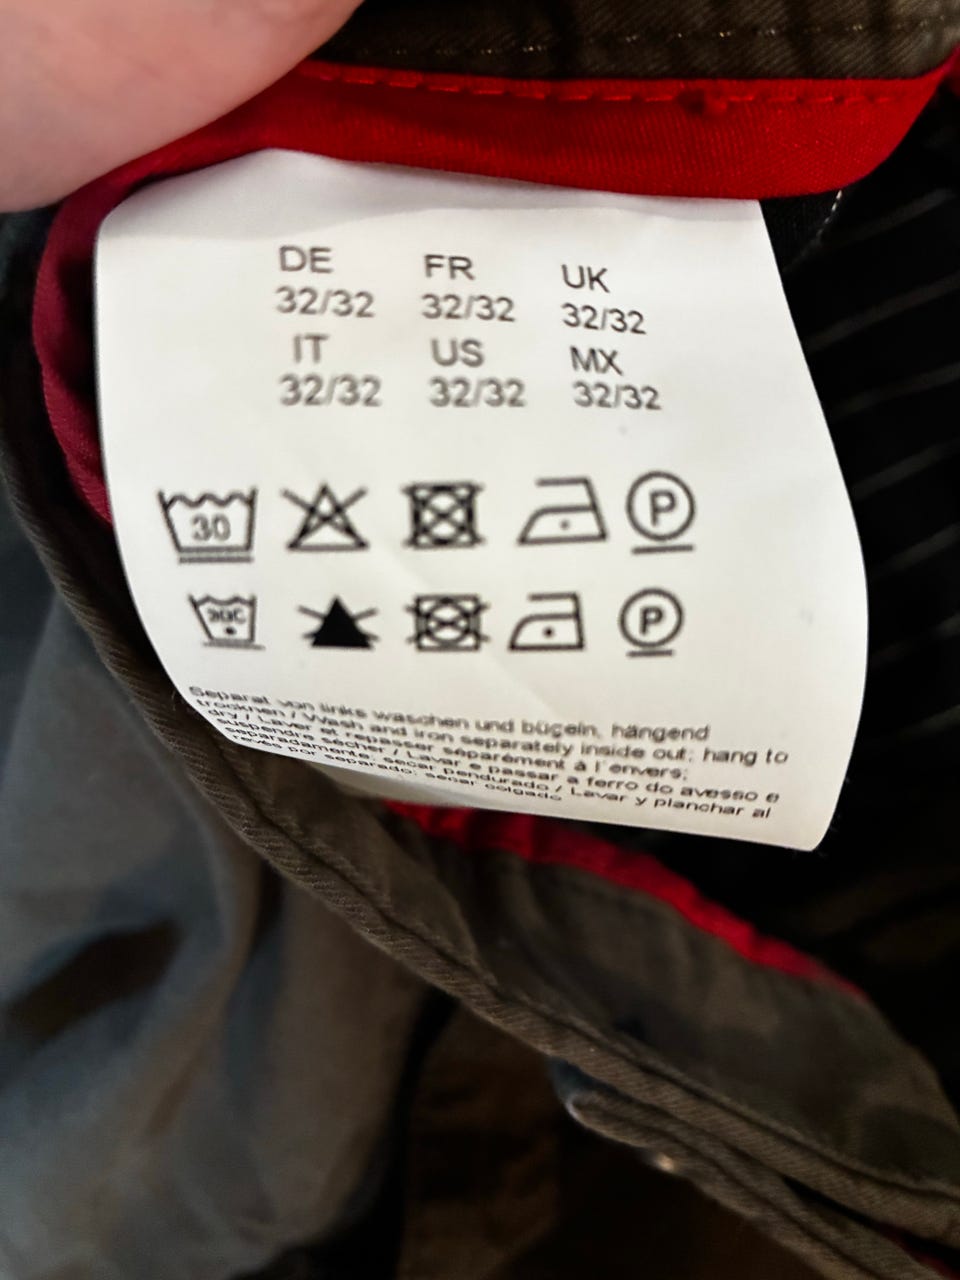 DE FR UK
32/32 32/32 32/32
IT US MX
32/32 32/32 32/32
30 P
30C P
Separat von links waschen und bügeln, hängend
trocknen / Wash and iron separately inside out; hang to
dry / Laver et repasser séparément à l'envers;
suspendre sécher / Lavar e passar a ferro do avesso e
separadamente; secar pendurado / Lavar y planchar al
revés por separado; secar colgado